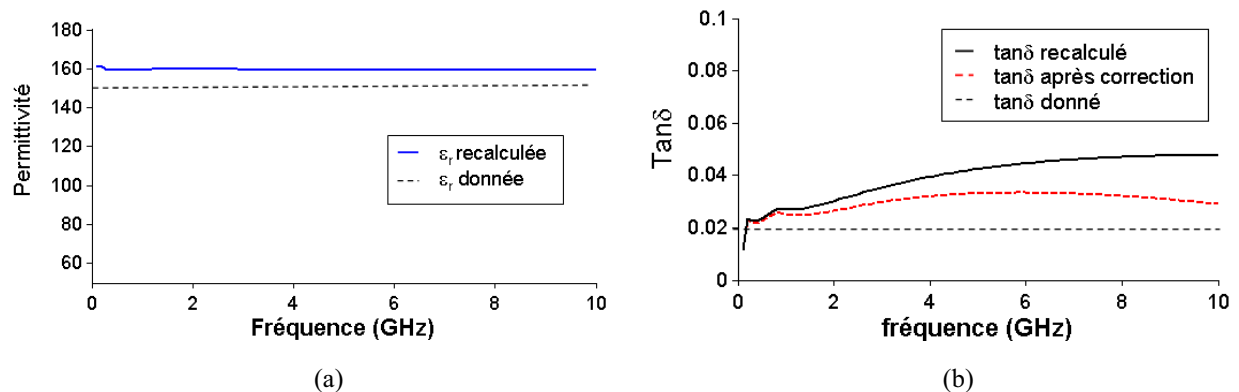 180
160
140
120
100
80
60
Permittivité
εr recalculée
εr donnée
0
2
4
6
8
10
Fréquence (GHz)
(a)
0.1
0.08
0.06
0.04
0.02
0
Tanδ
tanδ recalculé
tanδ après correction
tanδ donné
0
2
4
6
8
10
fréquence (GHz)
(b)